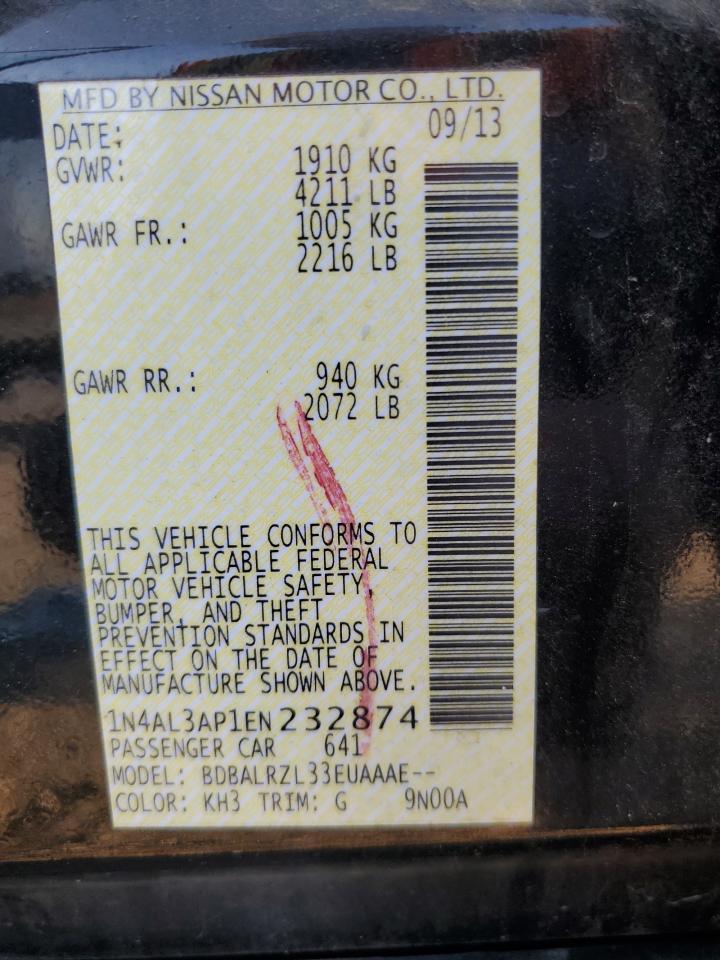 MFD BY NISSAN MOTOR CO., LTD.
DATE: 09/13
GVWR: 1910 KG
4211 LB
GAWR FR.: 1005 KG
2216 LB
GAWR RR.: 940 KG
2072 LB
THIS VEHICLE CONFORMS TO
ALL APPLICABLE FEDERAL
MOTOR VEHICLE SAFETY,
BUMPER, AND THEFT
PREVENTION STANDARDS IN
EFFECT ON THE DATE OF
MANUFACTURE SHOWN ABOVE.
1N4AL3AP1EN232874
PASSENGER CAR 641
MODEL: BDBALRZL33EUAAAE--
COLOR: KH3 TRIM: G 9N00A